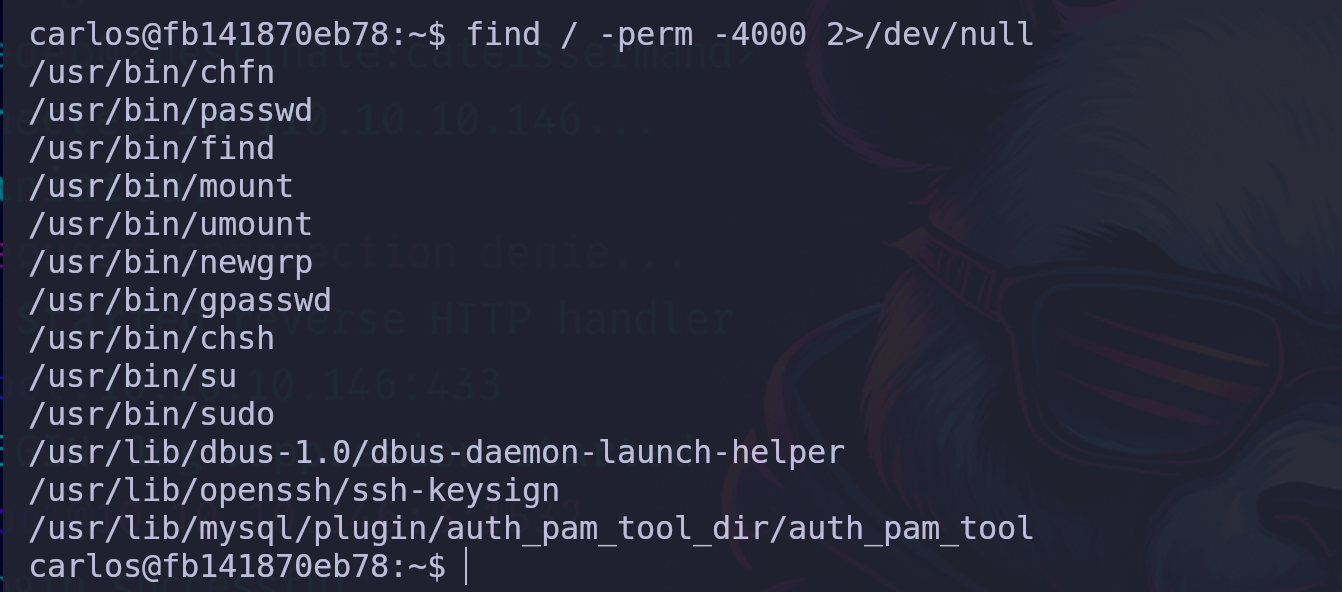 carlos@fb141870eb78:~$ find / -perm -4000 2>/dev/null
/usr/bin/chfn
/usr/bin/passwd
/usr/bin/find
/usr/bin/mount
/usr/bin/umount
/usr/bin/newgrp
/usr/bin/gpasswd
/usr/bin/chsh
/usr/bin/su
/usr/bin/sudo
/usr/lib/dbus-1.0/dbus-daemon-launch-helper
/usr/lib/openssh/ssh-keysign
/usr/lib/mysql/plugin/auth_pam_tool_dir/auth_pam_tool
carlos@fb141870eb78:~$